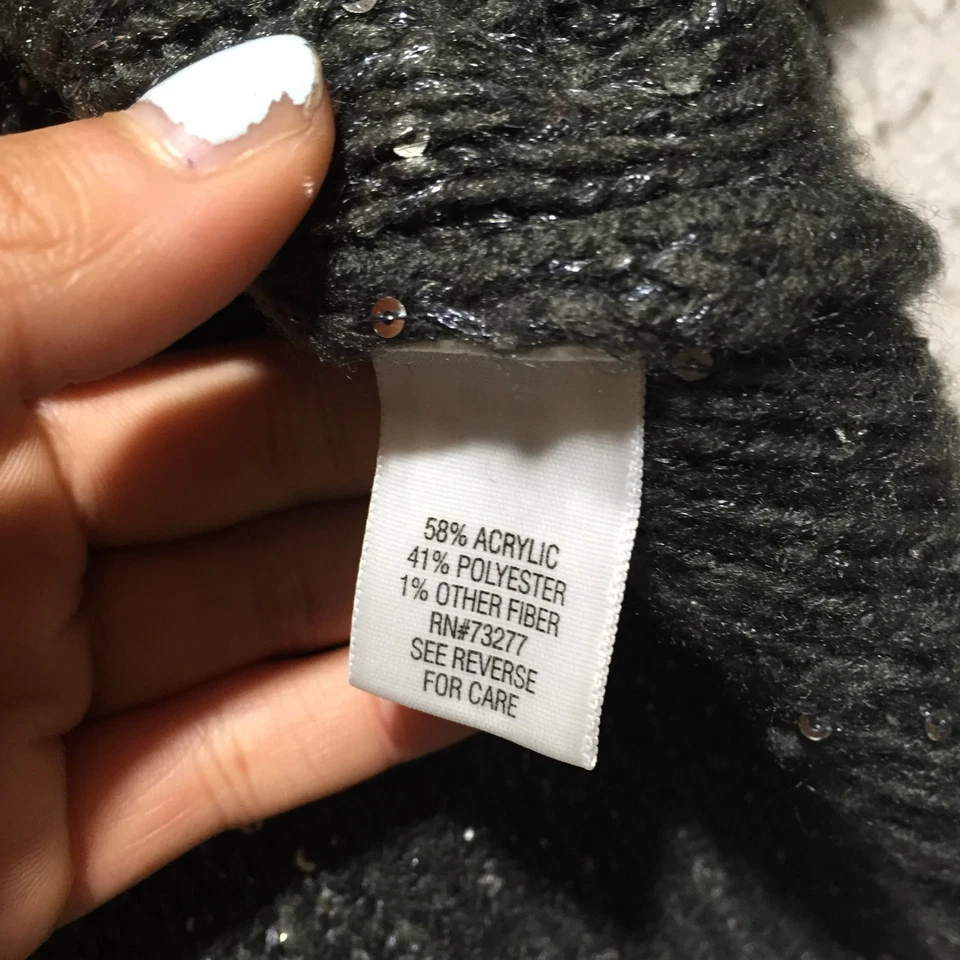 58% ACRYLIC
41% POLYESTER
1% OTHER FIBER
RN#73277
SEE REVERSE
FOR CARE